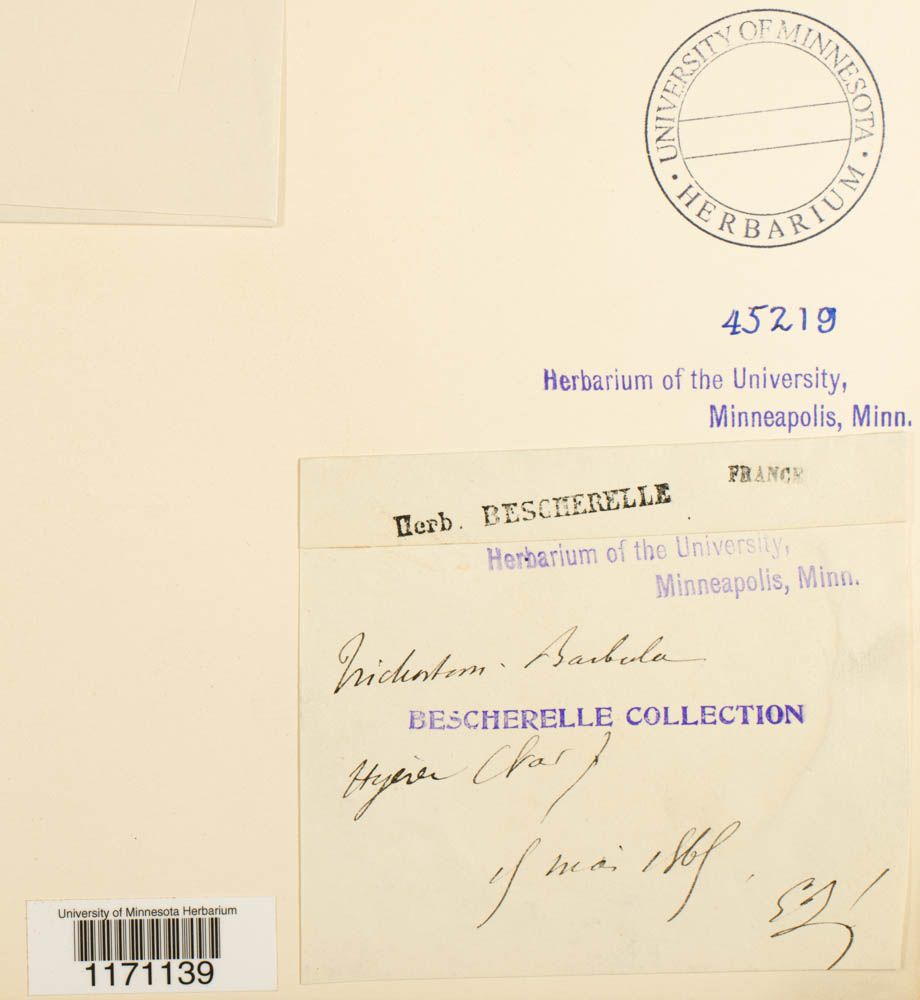 UNIVERSITY OF MINNESOTA
• HERBARIUM •
45219
Herbarium of the University,
Minneapolis, Minn.
FRANCE
Herb. BESCHERELLE
Herbarium of the University,
Minneapolis, Minn.
Trichostom. Barbula
BESCHERELLE COLLECTION
Hyères (Var)
15 mai 1865
University of Minnesota Herbarium
1171139